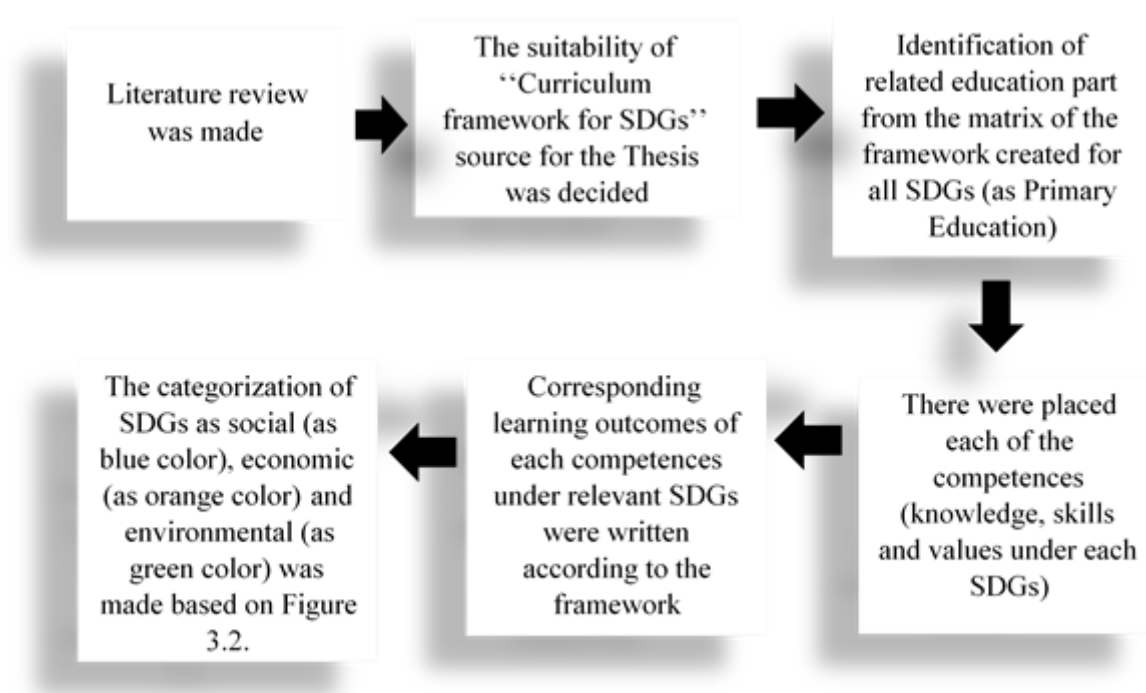 Literature review
was made
The suitability of
‘‘Curriculum
framework for SDGs’’
source for the Thesis
was decided
Identification of
related education part
from the matrix of the
framework created for
all SDGs (as Primary
Education)
There were placed
each of the
competences
(knowledge, skills
and values under each
SDGs)
Corresponding
learning outcomes of
each competences
under relevant SDGs
were written
according to the
framework
The categorization of
SDGs as social (as
blue color), economic
(as orange color) and
environmental (as
green color) was
made based on Figure
3.2.